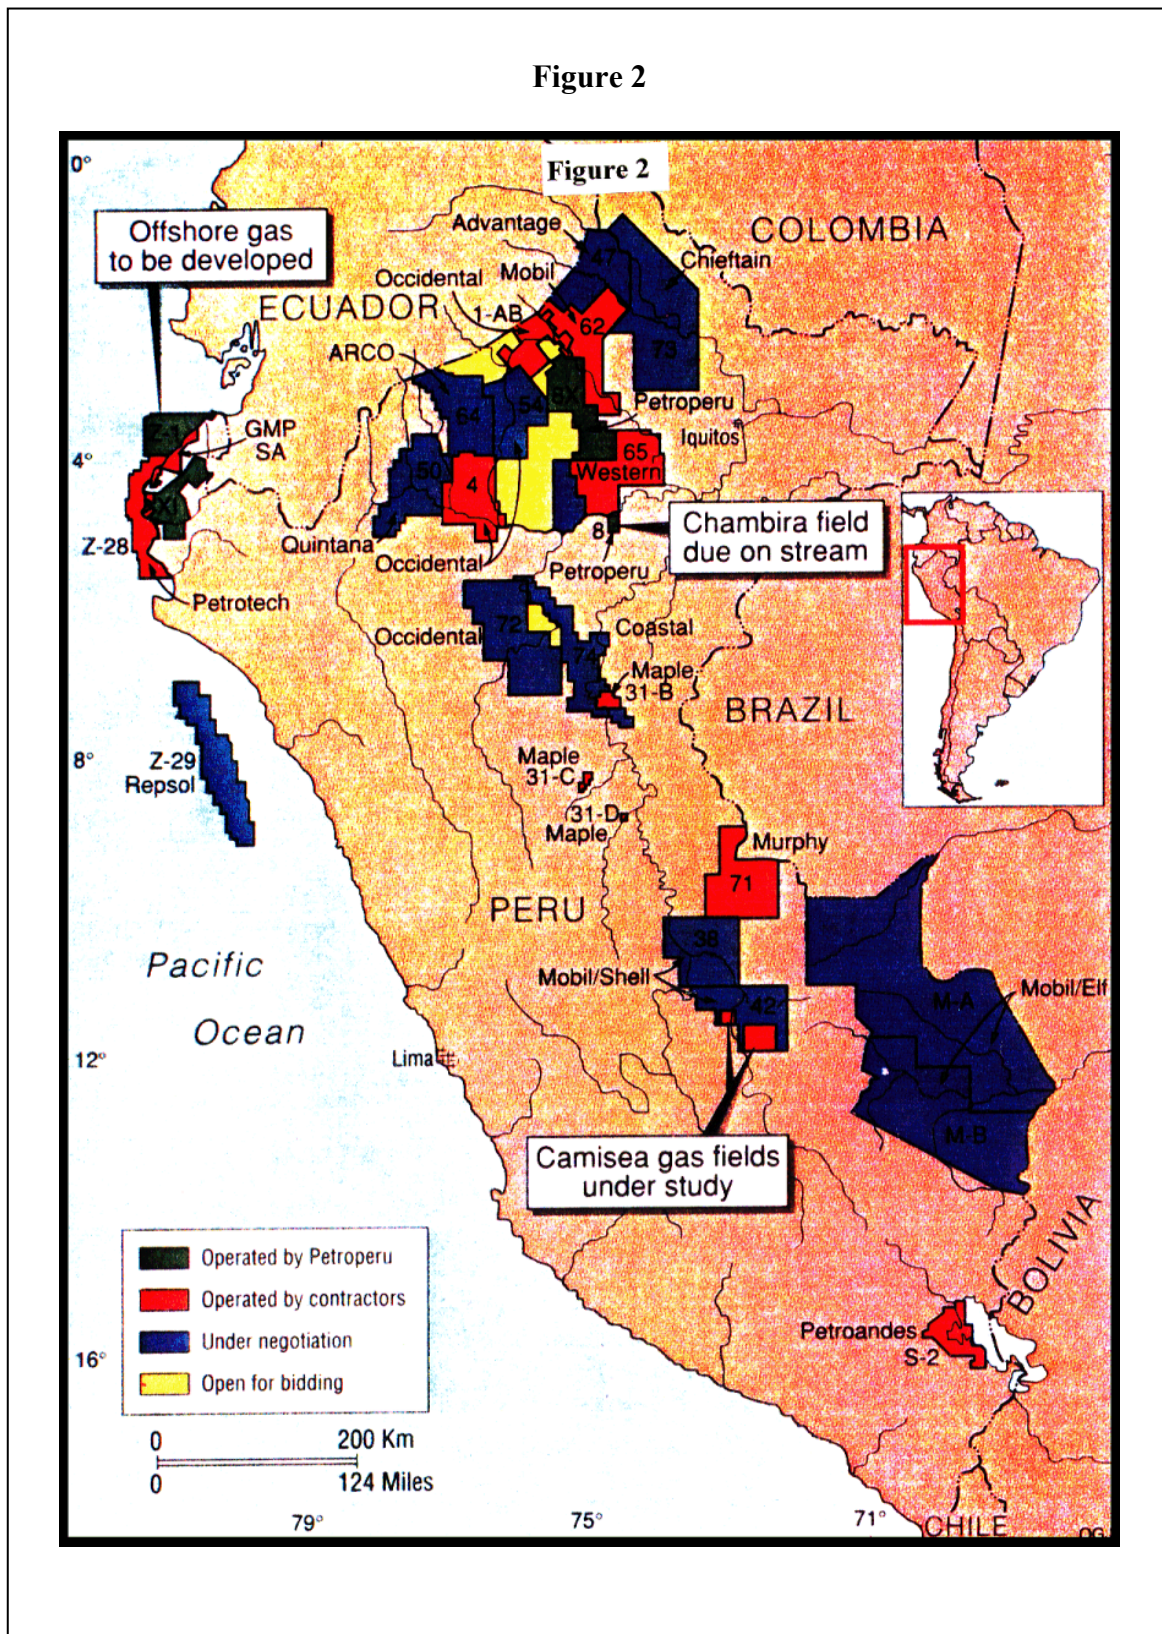 Figure 2
0°
Figure 2
Offshore gas
to be developed
Advantage
COLOMBIA
47
Chieftain
Occidental
Mobil
ECUADOR
1-AB
62
ARCO
73
64
54
8X
Petroperu
Z-1
GMP
SA
Iquitos
65
4°
50
4
Western
X
8
Chambira field
due on stream
Z-28
Quintana
Occidental
Petroperu
Petrotech
72
Occidental
Coastal
74
Maple
31-B
BRAZIL
8°
Z-29
Repsol
Maple
31-C
31-D
Maple
Murphy
71
PERU
38
Pacific
Ocean
Mobil/Shell
42
M-A
Mobil/Elf
12°
Lima
M-B
Camisea gas fields
under study
BOLIVIA
Operated by Petroperu
Operated by contractors
Under negotiation
Open for bidding
Petroandes
S-2
16°
0 200 Km
0 124 Miles
79° 75° 71°
CHILE